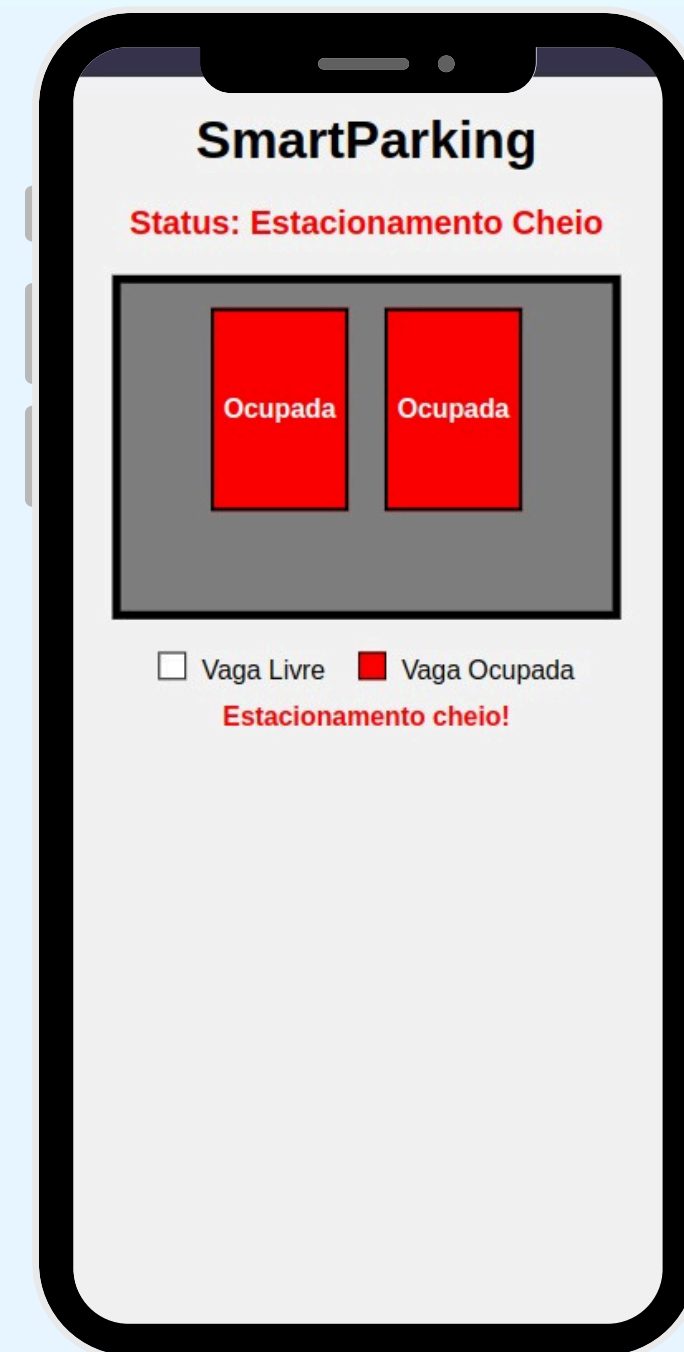 SmartParking
Status: Estacionamento Cheio
Ocupada Ocupada
Vaga Livre Vaga Ocupada
Estacionamento cheio!